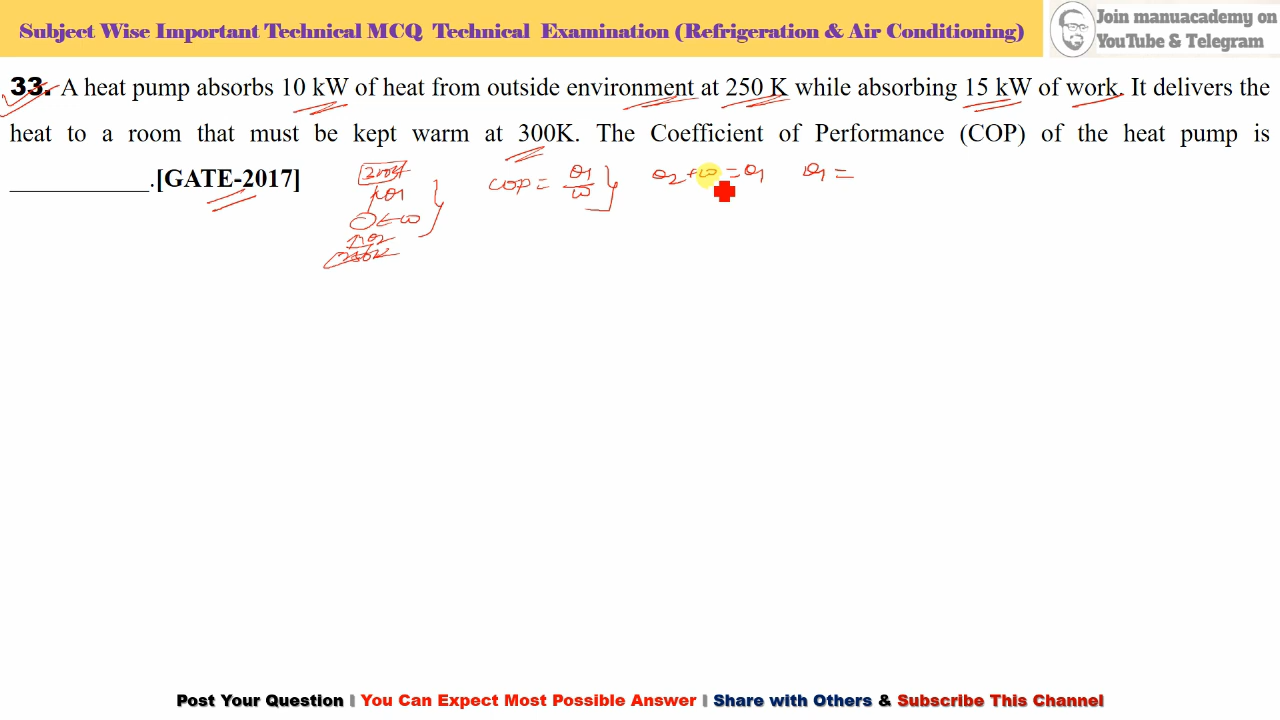 Subject Wise Important Technical MCQ Technical Examination (Refrigeration & Air Conditioning)
Join manuacademy on
YouTube & Telegram
33. A heat pump absorbs 10 kW of heat from outside environment at 250 K while absorbing 15 kW of work. It delivers the
heat to a room that must be kept warm at 300K. The Coefficient of Performance (COP) of the heat pump is
___________.[GATE-2017]
COP = Q1/W
Q2 + W = Q1 Q1 =
Q1
W
Q2
Post Your Question | You Can Expect Most Possible Answer | Share with Others & Subscribe This Channel